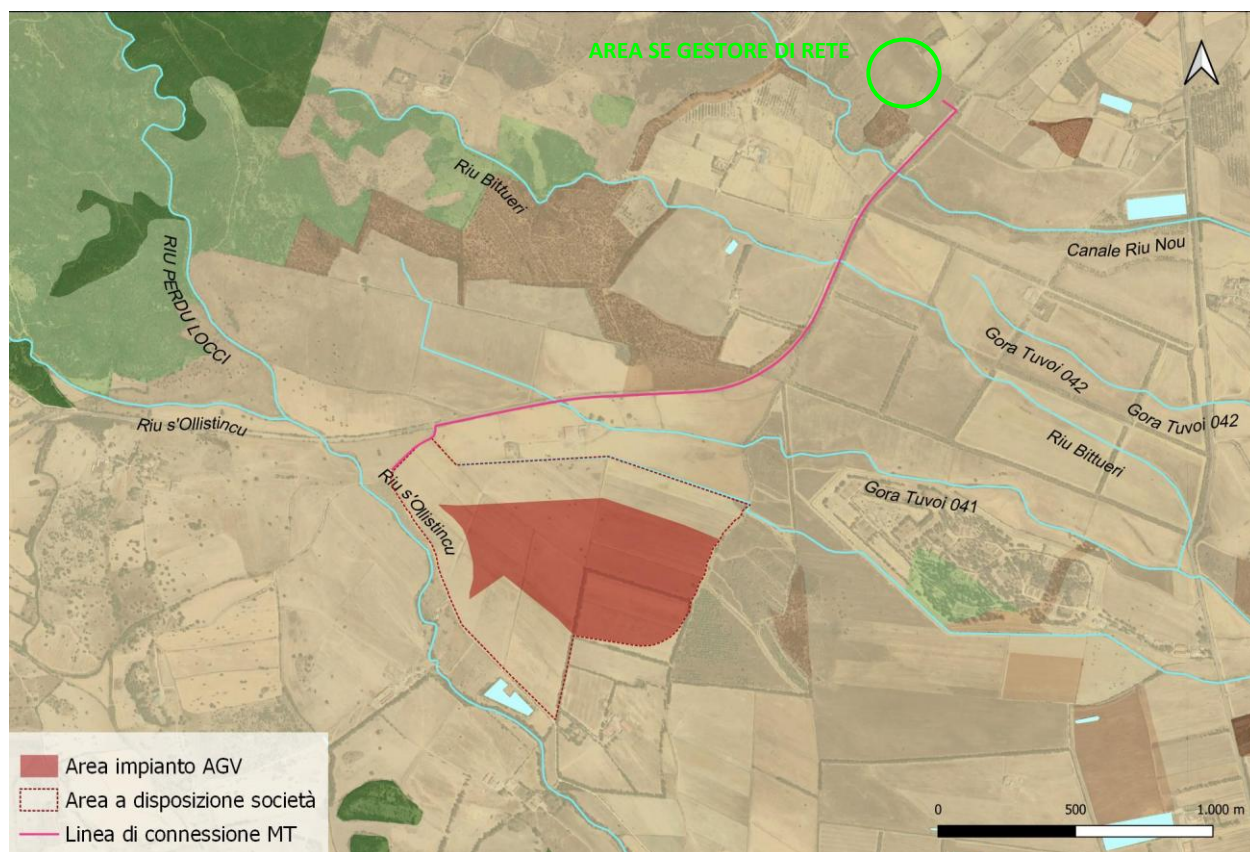 AREA SE GESTORE DI RETE
Riu Bittueri
RIU PERDU LOCCI
Canale Riu Nou
Gora Tuvoi 042
Gora Tuvoi 042
Riu s'Ollistincu
Riu Bittueri
Riu s'Ollistincu
Gora Tuvoi 041
Area impianto AGV
Area a disposizione società
Linea di connessione MT
0 500 1.000 m